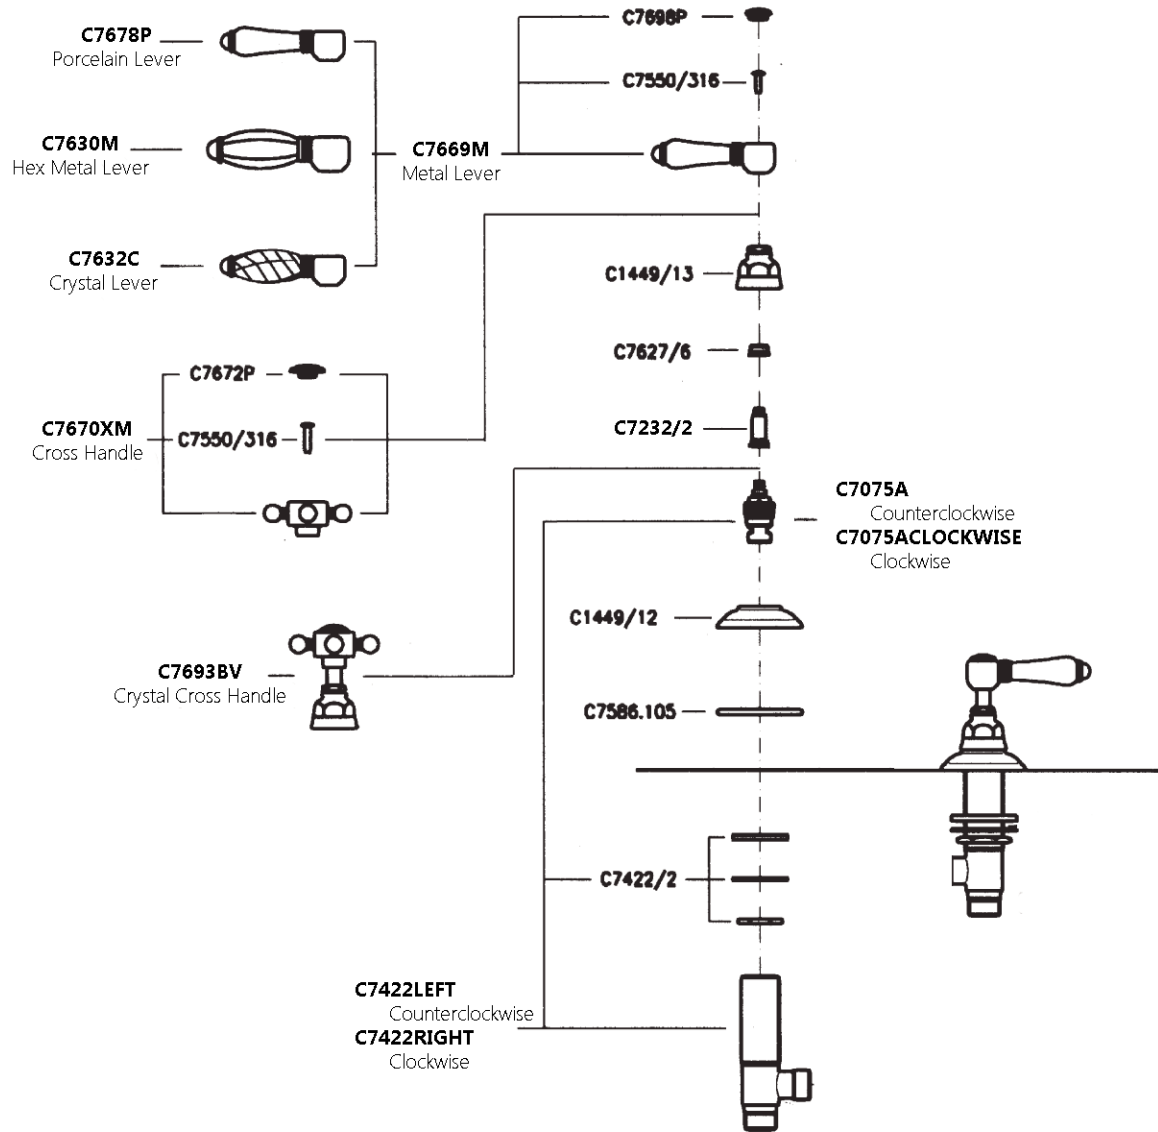 C7698P
C7678P
Porcelain Lever
C7550/316
C7630M
Hex Metal Lever
C7669M
Metal Lever
C7632C
Crystal Lever
C1449/13
C7627/6
C7672P
C7670XM
Cross Handle
C7550/316
C7232/2
C7075A
Counterclockwise
C7075ACLOCKWISE
Clockwise
C1449/12
C7693BV
Crystal Cross Handle
C7586.105
C7422/2
C7422LEFT
Counterclockwise
C7422RIGHT
Clockwise